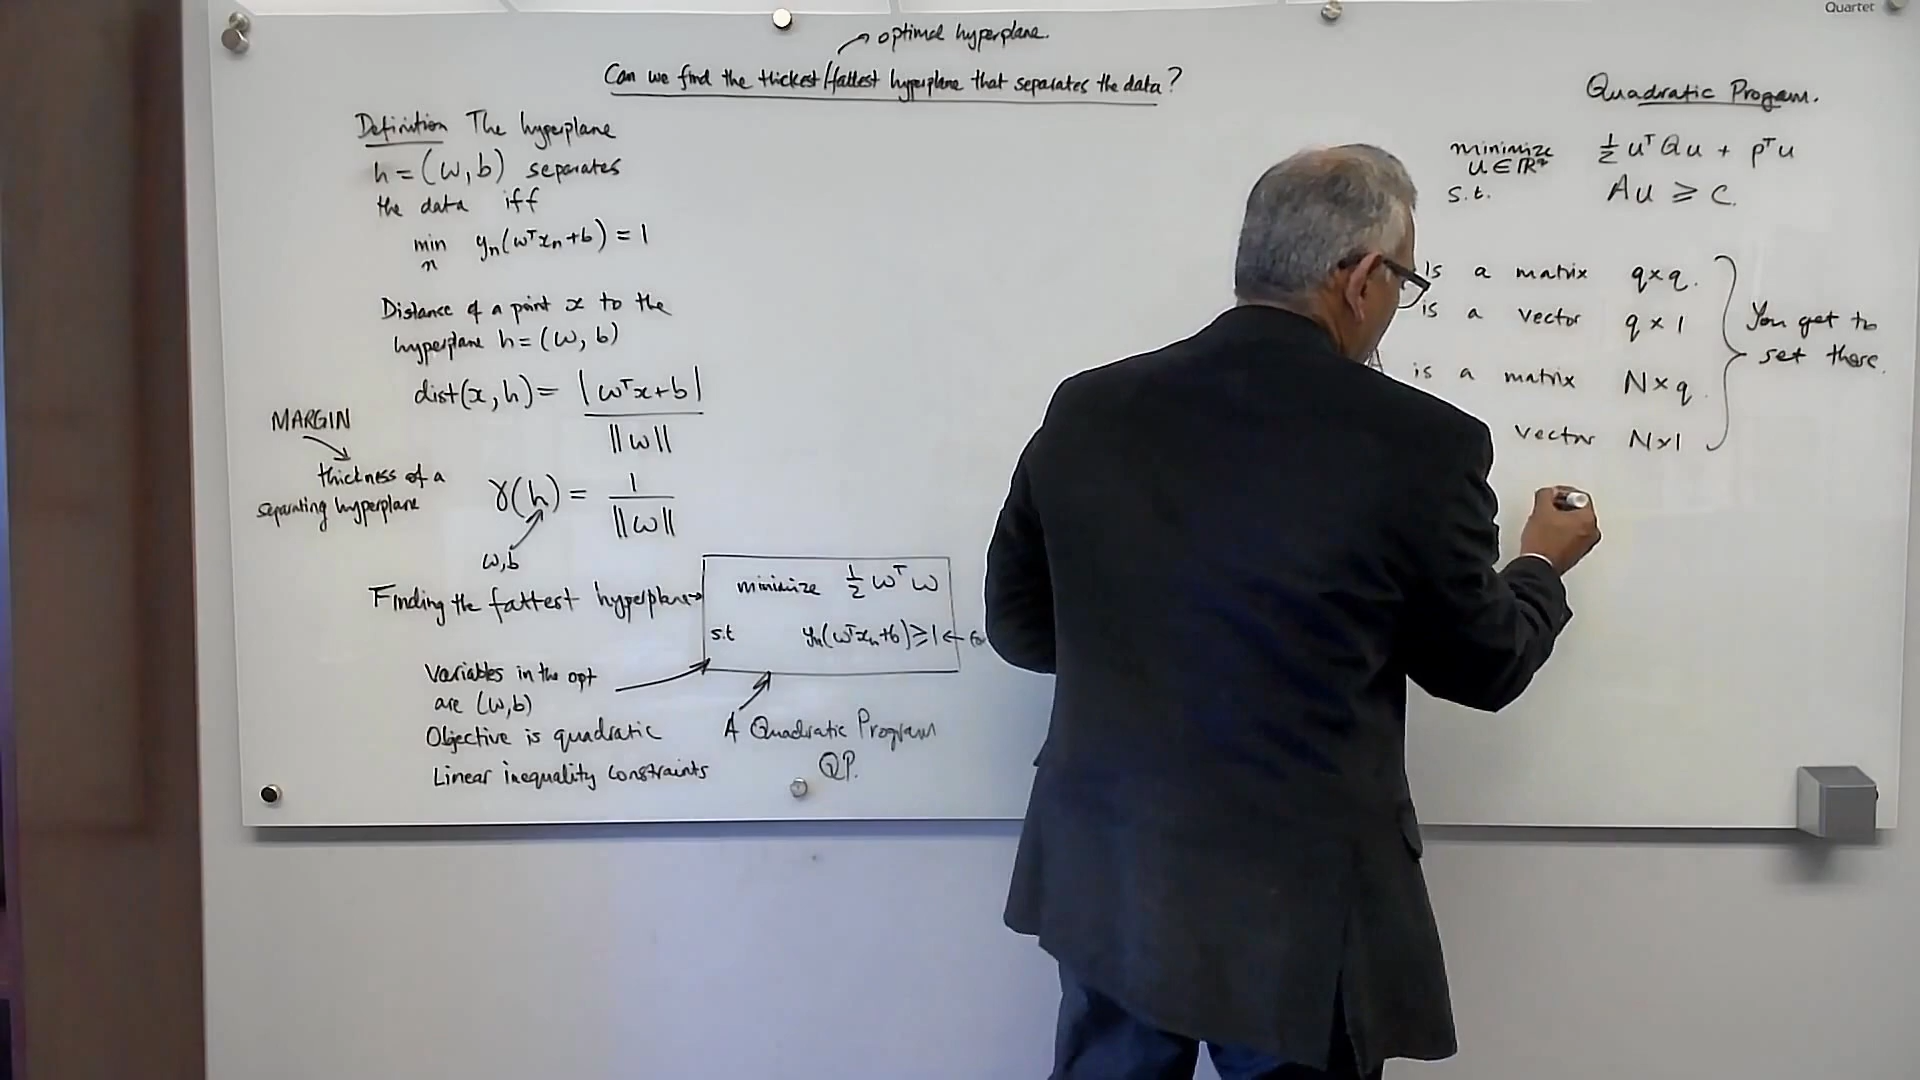 optimal hyperplane.
Can we find the thickest/fattest hyperplane that separates the data?
Definition The hyperplane
h = (w, b) separates
the data iff
min yₙ(wᵀxₙ+b) = 1
n
Distance of a point x to the
hyperplane h = (w, b)
dist(x, h) = |wᵀx+b|
||w||
MARGIN
thickness of a
separating hyperplane
γ(h) = 1
||w||
w,b
Finding the fattest hyperplane→
minimize ½ wᵀw
s.t yₙ(wᵀxₙ+b) ≥ 1 ←
Variables in the opt
are (w,b)
Objective is quadratic
Linear inequality constraints
A Quadratic Program
QP.
Quartet
Quadratic Progam.
minimize ½ uᵀQu + pᵀu
u ∈ ℝ^q
s.t. Au ≥ c.
is a matrix q×q.
is a vector q×1
is a matrix N×q.
vector N×1
You get to
set these.